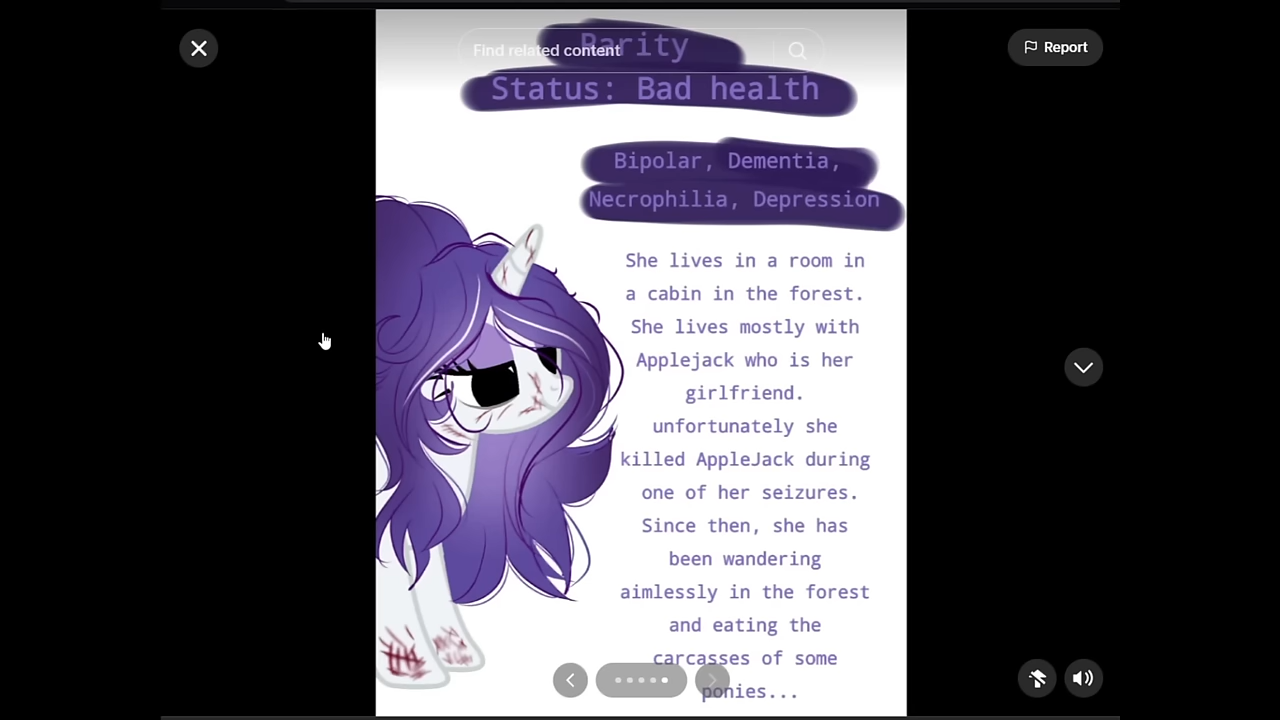 Rarity
Find related content
Report
Status: Bad health
Bipolar, Dementia,
Necrophilia, Depression
She lives in a room in
a cabin in the forest.
She lives mostly with
Applejack who is her
girlfriend.
unfortunately she
killed AppleJack during
one of her seizures.
Since then, she has
been wandering
aimlessly in the forest
and eating the
carcasses of some
ponies...